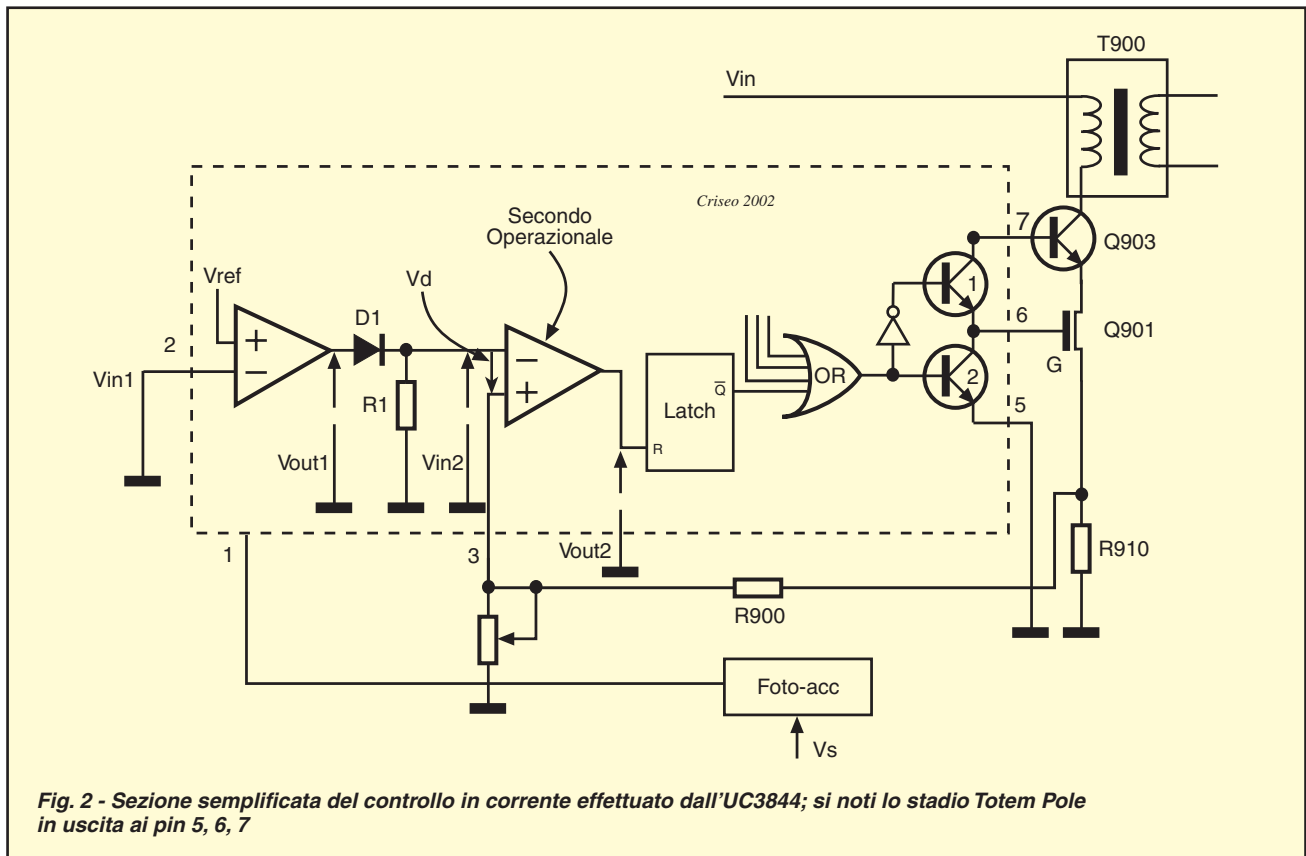 T900
Vin
Criseo 2002
Secondo
Operazionale
7
Q903
Vref
Vd
1
D1
6
Q901
2
+
−
−
+
OR
G
Vin1
R1
Latch
Q̅
2
5
R
Vout1
Vin2
1
3
Vout2
R910
R900
Foto-acc
Vs
Fig. 2 - Sezione semplificata del controllo in corrente effettuato dall'UC3844; si noti lo stadio Totem Pole
in uscita ai pin 5, 6, 7